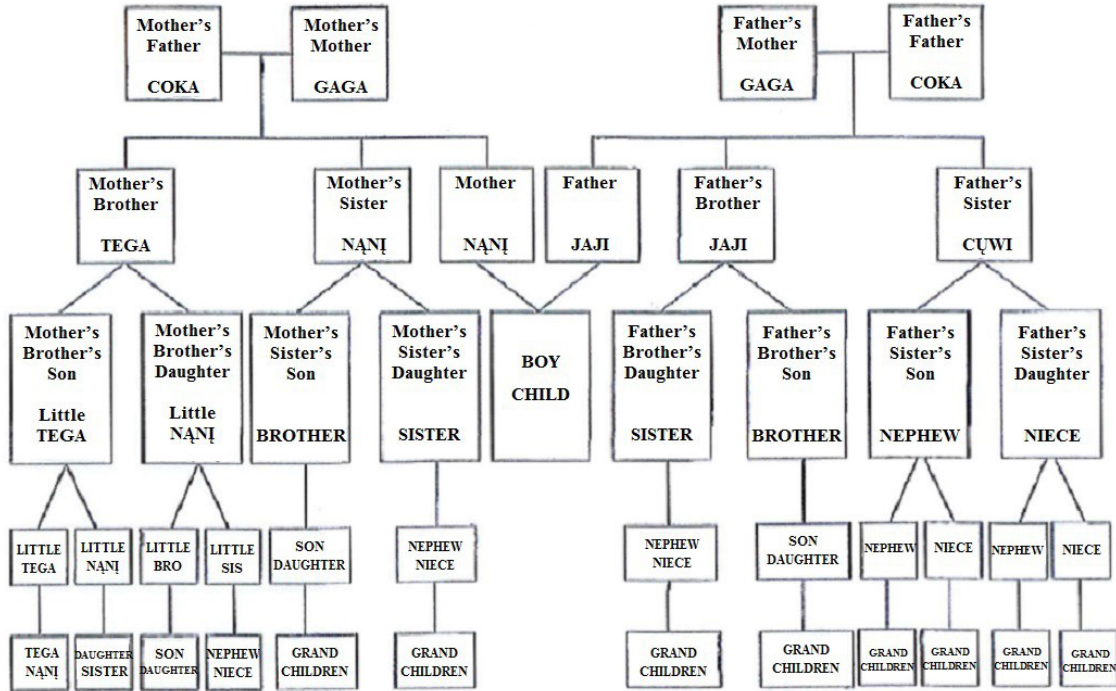 Mother’s
Father
COKA
Mother’s
Mother
GAGA
Father’s
Mother
GAGA
Father’s
Father
COKA
Mother’s
Brother
TEGA
Mother’s
Sister
NĄNĮ
Mother
NĄNĮ
Father
JAJI
Father’s
Brother
JAJI
Father’s
Sister
CŲWI
Mother’s
Brother’s
Son
Little
TEGA
Mother’s
Brother’s
Daughter
Little
NĄNĮ
Mother’s
Sister’s
Son
BROTHER
Mother’s
Sister’s
Daughter
SISTER
BOY
CHILD
Father’s
Brother’s
Daughter
SISTER
Father’s
Brother’s
Son
BROTHER
Father’s
Sister’s
Son
NEPHEW
Father’s
Sister’s
Daughter
NIECE
LITTLE
TEGA
LITTLE
NĄNĮ
LITTLE
BRO
LITTLE
SIS
SON
DAUGHTER
NEPHEW
NIECE
NEPHEW
NIECE
SON
DAUGHTER
NEPHEW
NIECE
NEPHEW
NIECE
TEGA
NĄNĮ
DAUGHTER
SISTER
SON
DAUGHTER
NEPHEW
NIECE
GRAND
CHILDREN
GRAND
CHILDREN
GRAND
CHILDREN
GRAND
CHILDREN
GRAND
CHILDREN
GRAND
CHILDREN
GRAND
CHILDREN
GRAND
CHILDREN